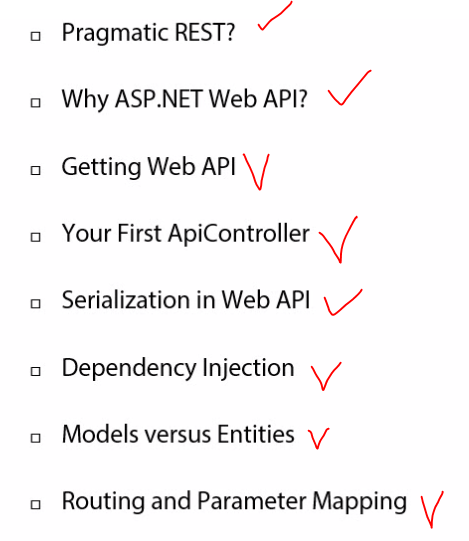 Pragmatic REST?
Why ASP.NET Web API?
Getting Web API
Your First ApiController
Serialization in Web API
Dependency Injection
Models versus Entities
Routing and Parameter Mapping